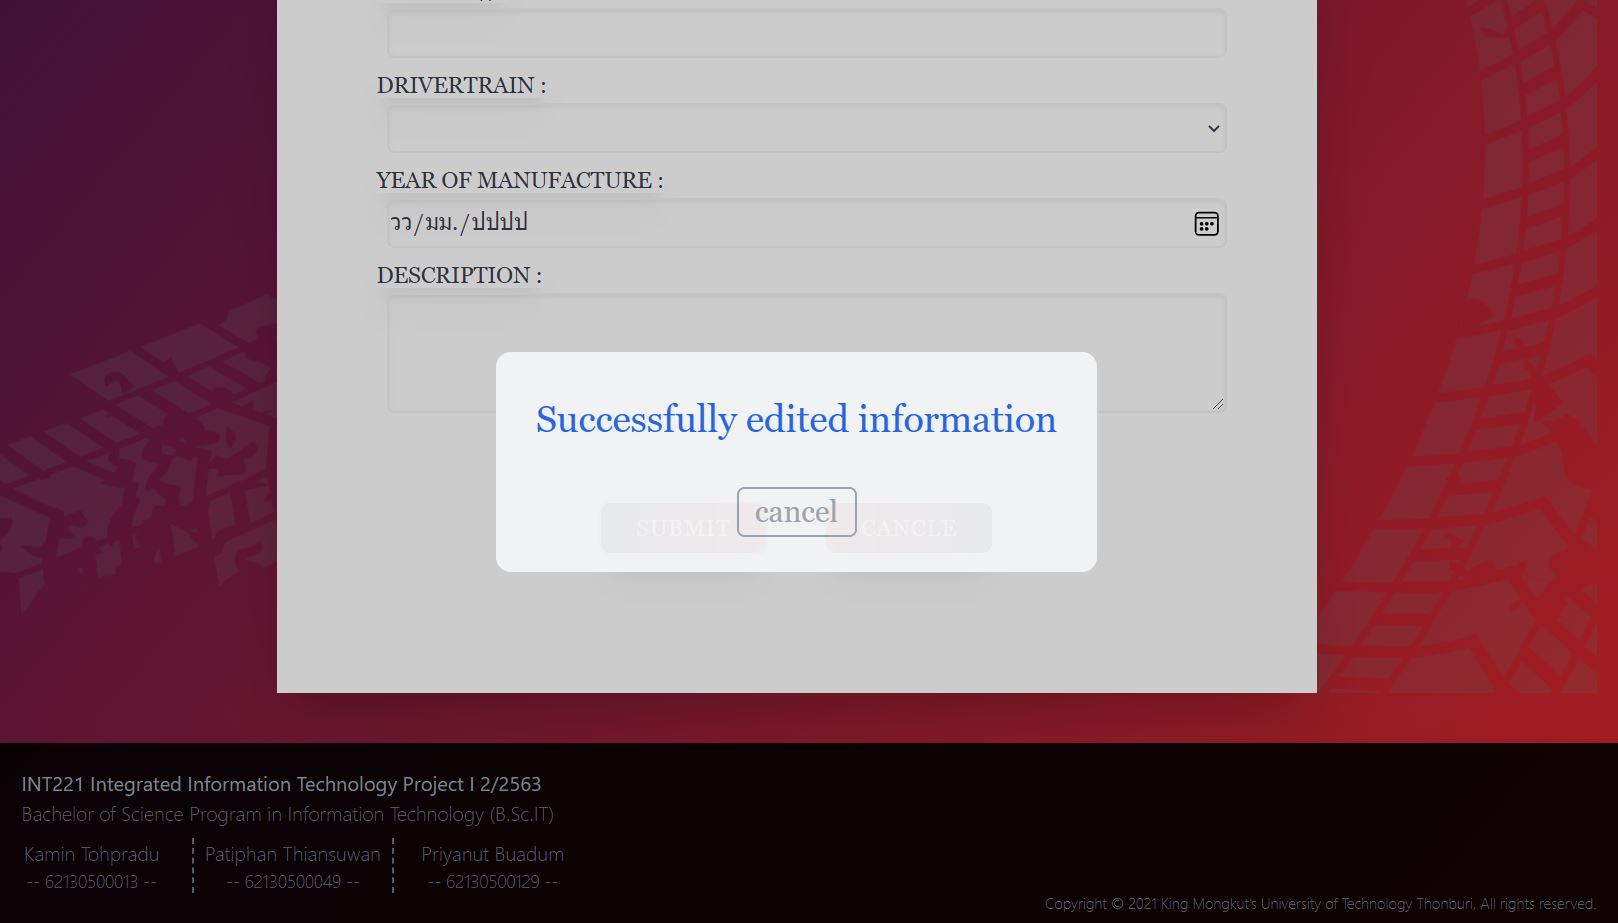 DRIVERTRAIN :
YEAR OF MANUFACTURE :
วว/มม./ปปปป
DESCRIPTION :
Successfully edited information
cancel
SUBMIT
CANCLE
INT221 Integrated Information Technology Project I 2/2563
Bachelor of Science Program in Information Technology (B.Sc.IT)
Kamin Tohpradu
Patiphan Thiansuwan
Priyanut Buadum
-- 62130500013 --
-- 62130500049 --
-- 62130500129 --
Copyright © 2021 King Mongkut's University of Technology Thonburi, All rights reserved.